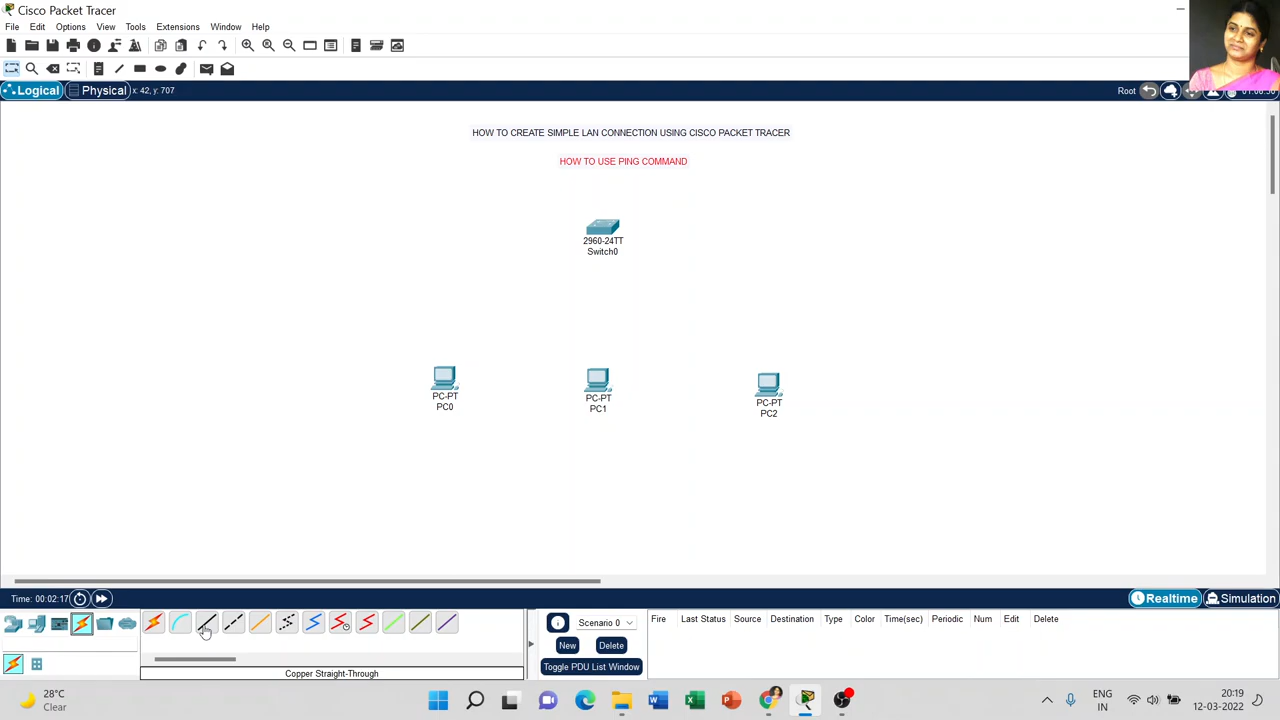 Cisco Packet Tracer
File Edit Options View Tools Extensions Window Help
Logical Physical x: 42, y: 707 Root
HOW TO CREATE SIMPLE LAN CONNECTION USING CISCO PACKET TRACER
HOW TO USE PING COMMAND
2960-24TT
Switch0
PC-PT
PC0
PC-PT
PC1
PC-PT
PC2
Time: 00:02:17 Realtime Simulation
Scenario 0
New Delete
Toggle PDU List Window
Fire Last Status Source Destination Type Color Time(sec) Periodic Num Edit Delete
Copper Straight-Through
28°C
Clear
ENG
IN
20:19
12-03-2022